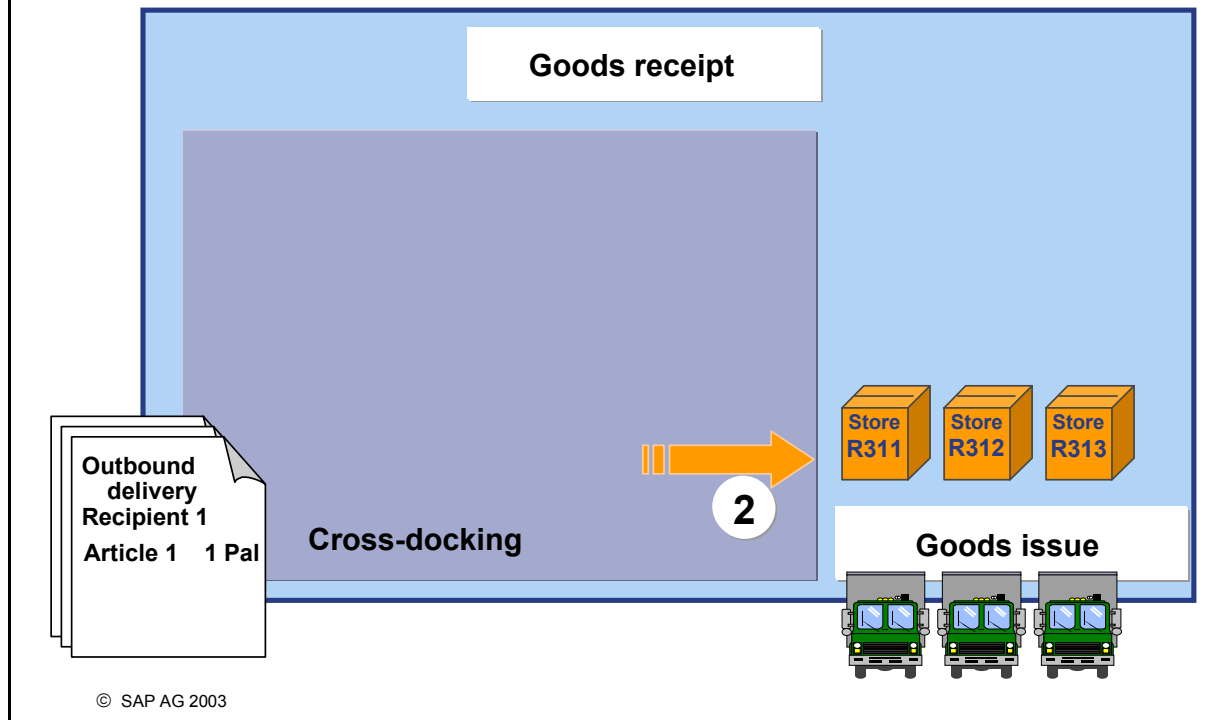 Goods receipt
Store
R311
Store
R312
Store
R313
Outbound
delivery
Recipient 1
Article 1 1 Pal
2
Cross-docking
Goods issue
© SAP AG 2003